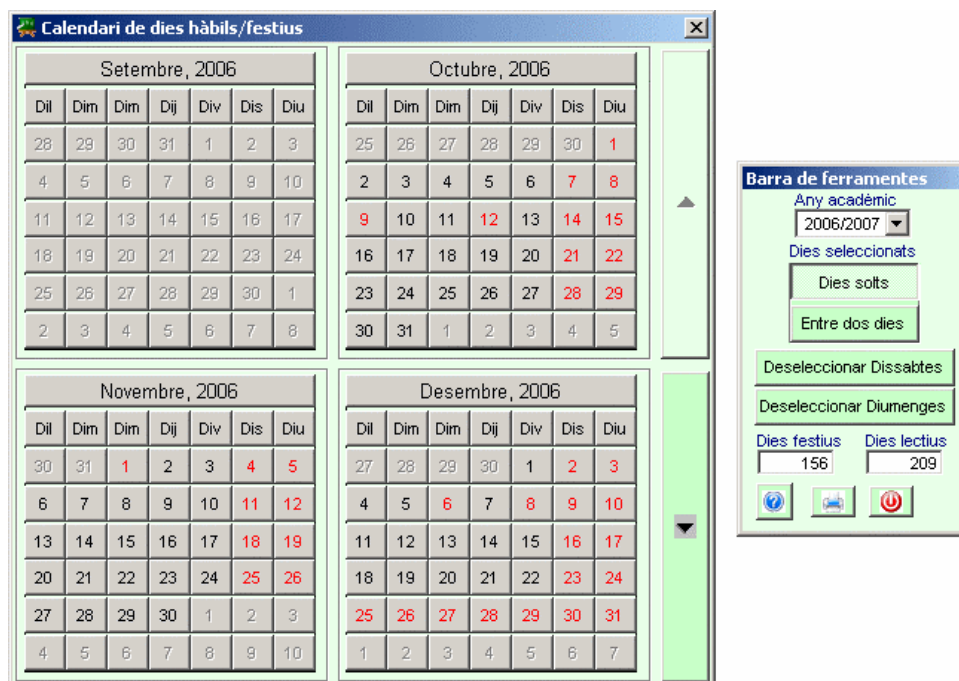 Calendari de dies hàbils/festius
Setembre, 2006
Dil Dim Dim Dij Div Dis Diu
28 29 30 31 1 2 3
4 5 6 7 8 9 10
11 12 13 14 15 16 17
18 19 20 21 22 23 24
25 26 27 28 29 30 1
2 3 4 5 6 7 8
Octubre, 2006
Dil Dim Dim Dij Div Dis Diu
25 26 27 28 29 30 1
2 3 4 5 6 7 8
9 10 11 12 13 14 15
16 17 18 19 20 21 22
23 24 25 26 27 28 29
30 31 1 2 3 4 5
Novembre, 2006
Dil Dim Dim Dij Div Dis Diu
30 31 1 2 3 4 5
6 7 8 9 10 11 12
13 14 15 16 17 18 19
20 21 22 23 24 25 26
27 28 29 30 1 2 3
4 5 6 7 8 9 10
Desembre, 2006
Dil Dim Dim Dij Div Dis Diu
27 28 29 30 1 2 3
4 5 6 7 8 9 10
11 12 13 14 15 16 17
18 19 20 21 22 23 24
25 26 27 28 29 30 31
1 2 3 4 5 6 7
Barra de ferramentes
Any acadèmic
2006/2007
Dies seleccionats
Dies solts
Entre dos dies
Deseleccionar Dissabtes
Deseleccionar Diumenges
Dies festius Dies lectius
156 209